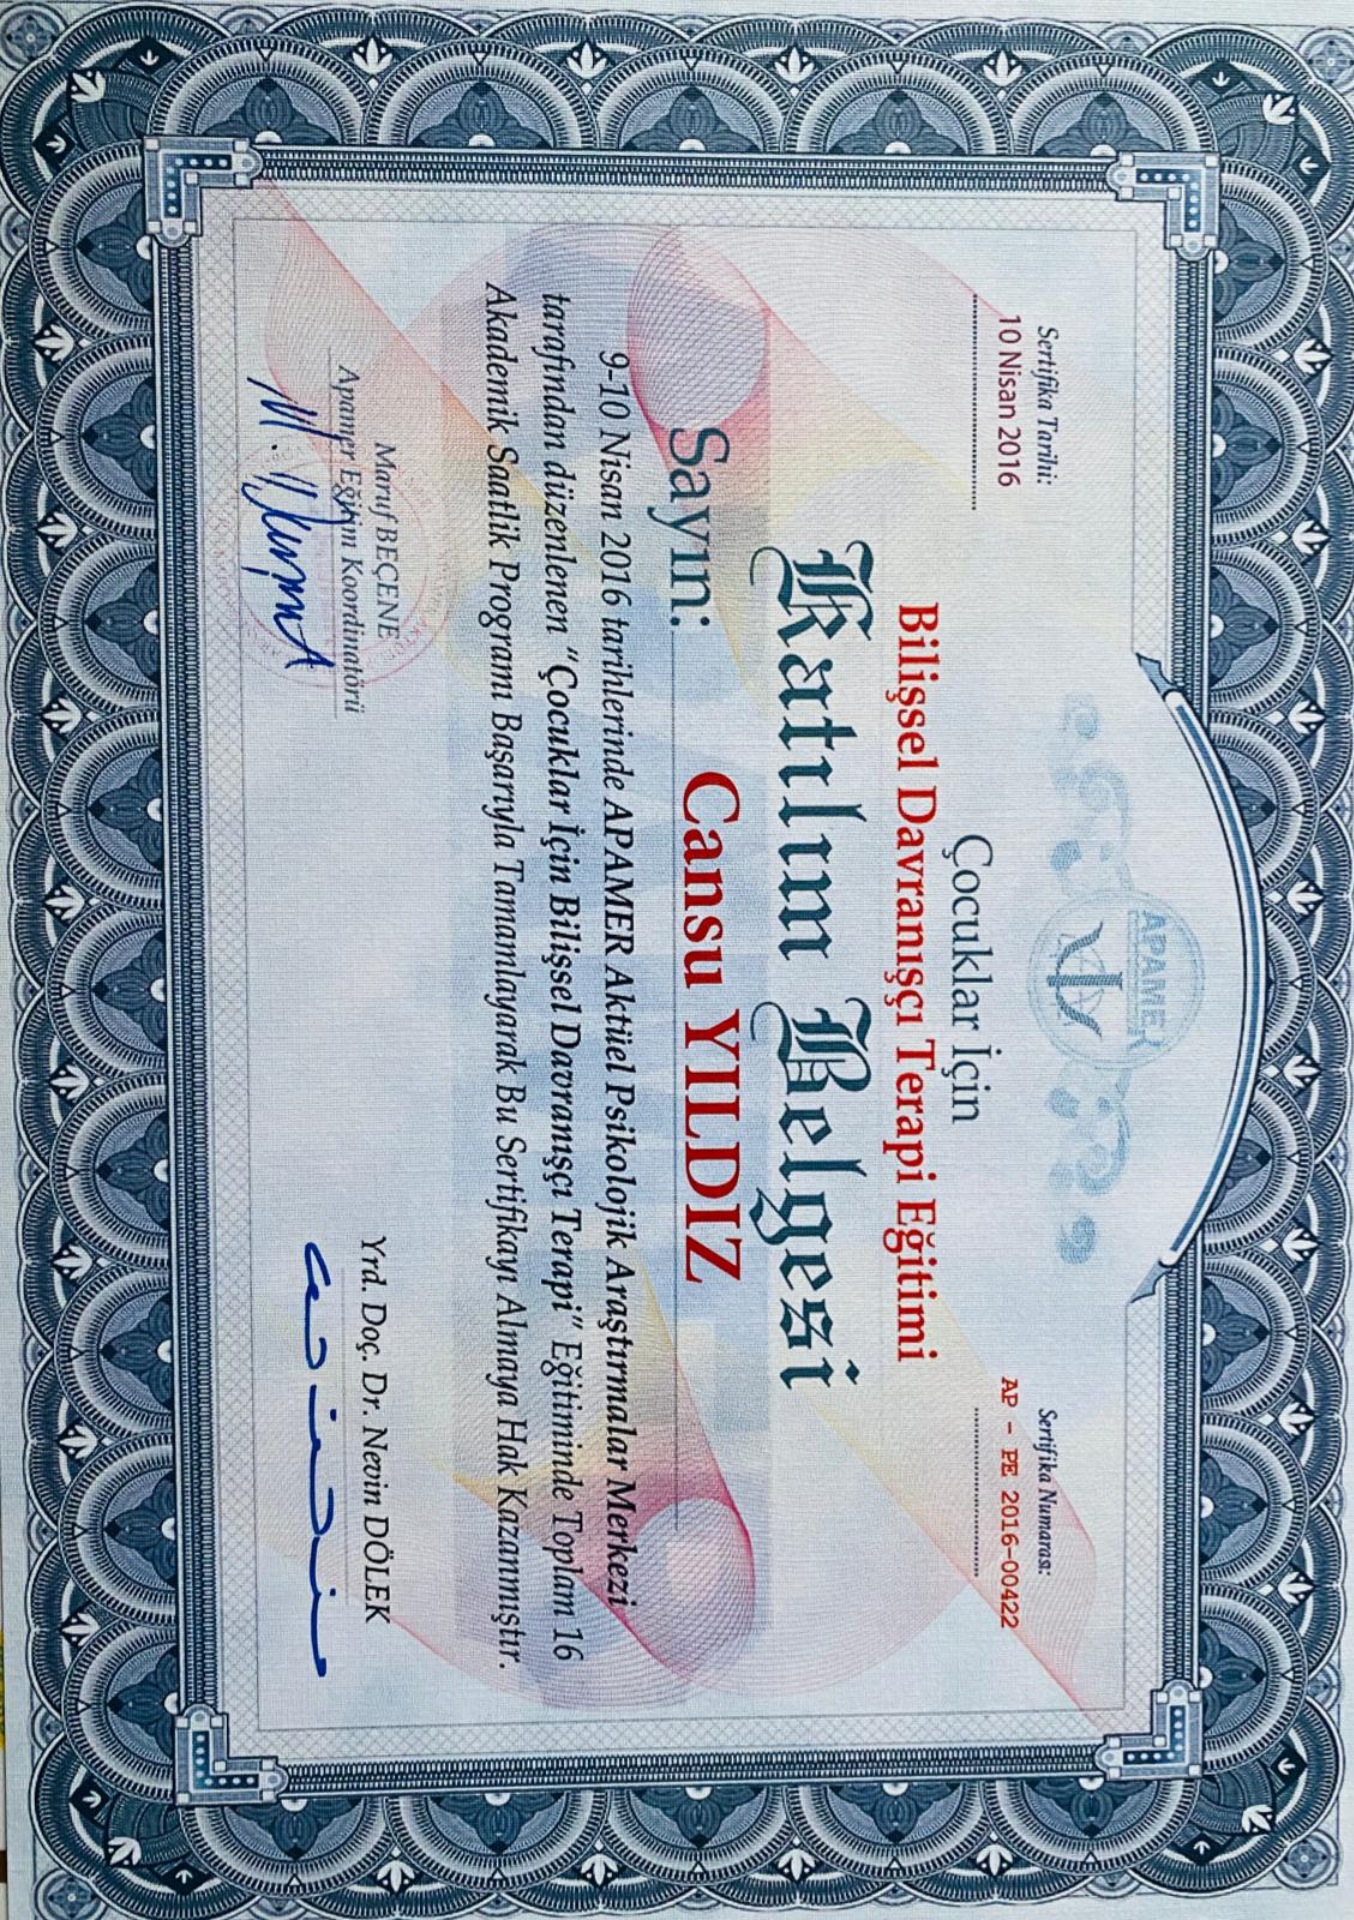 APAMER
Sertifika Tarihi:
10 Nisan 2016
Sertifika Numarası:
AP - PE 2016-00422
Çocuklar İçin
Bilişsel Davranışçı Terapi Eğitimi
Katılım Belgesi
Sayın: Cansu YILDIZ
9-10 Nisan 2016 tarihlerinde APAMER Aktüel Psikolojik Araştırmalar Merkezi
tarafından düzenlenen "Çocuklar İçin Bilişsel Davranışçı Terapi" Eğitiminde Toplam 16
Akademik Saatlik Programı Başarıyla Tamamlayarak Bu Sertifikayı Almaya Hak Kazanmıştır.
Maruf BEÇENE
Apamer Eğitim Koordinatörü
Yrd. Doç. Dr. Nevin DÖLEK